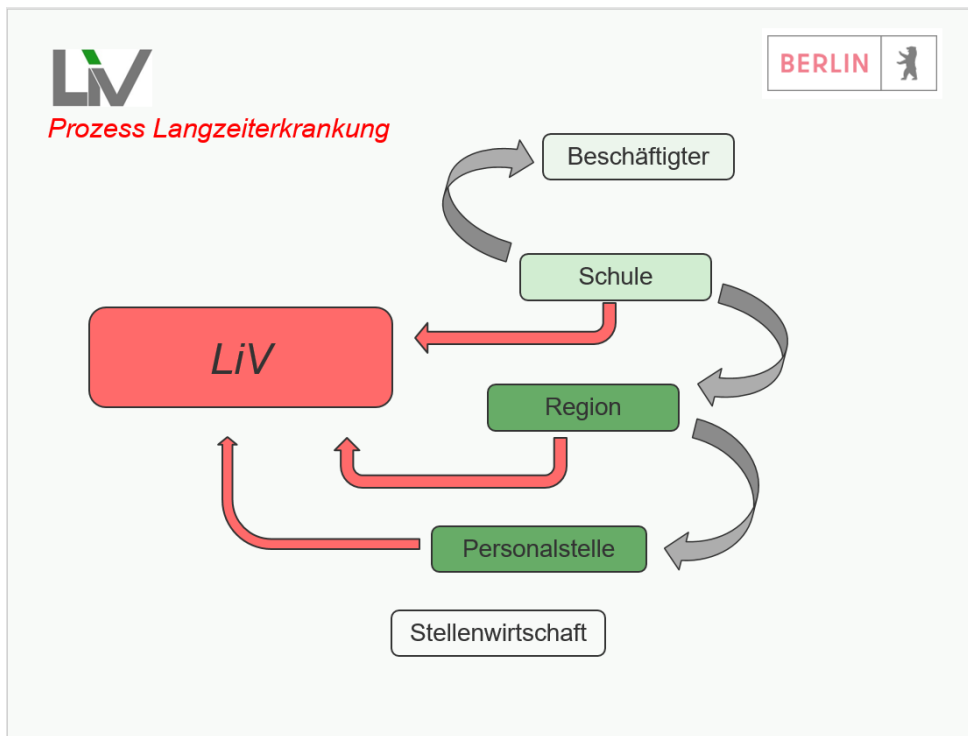 LiV
BERLIN
Prozess Langzeiterkrankung
Beschäftigter
Schule
LiV
Region
Personalstelle
Stellenwirtschaft